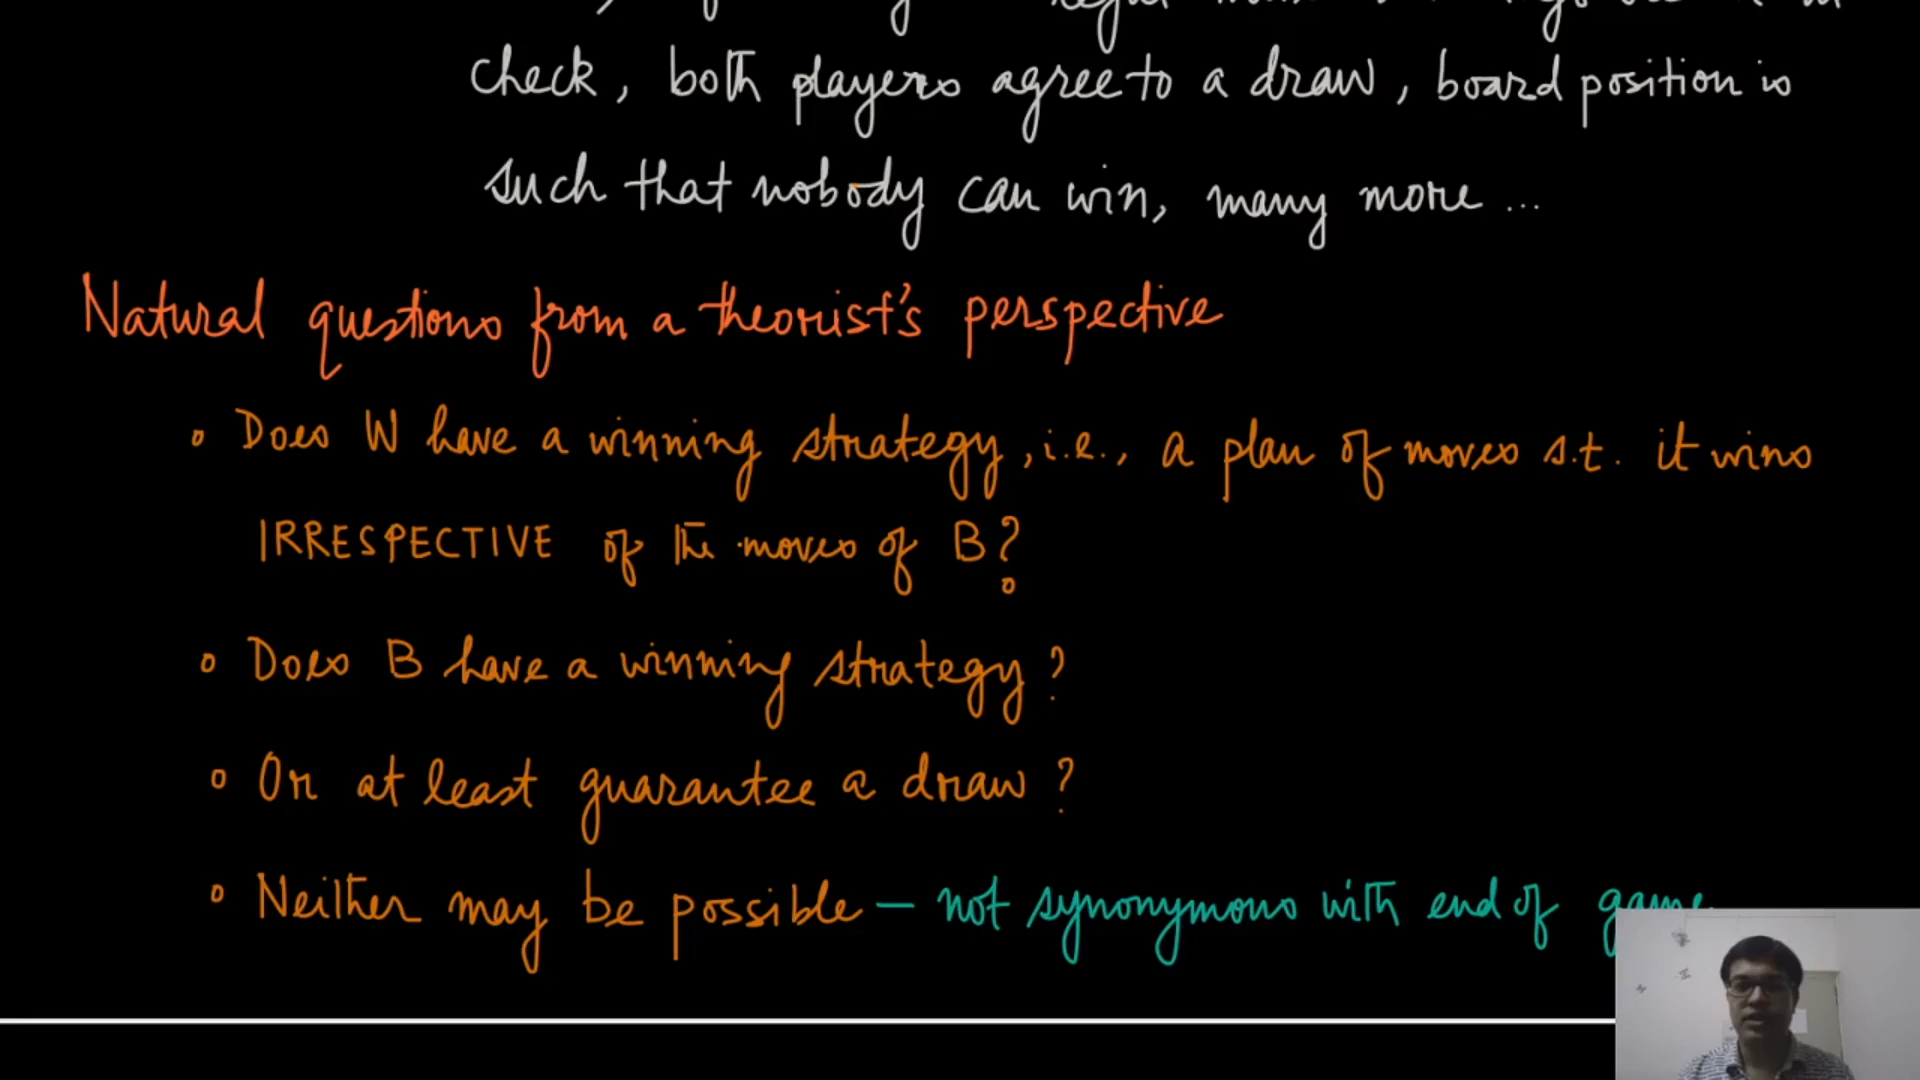 check, both players agree to a draw, board position is
such that nobody can win, many more ...
Natural questions from a theorist's perspective
Does W have a winning strategy, i.e., a plan of moves s.t. it wins
IRRESPECTIVE of the moves of B?
Does B have a winning strategy?
Or at least guarantee a draw?
Neither may be possible — not synonymous with end of game